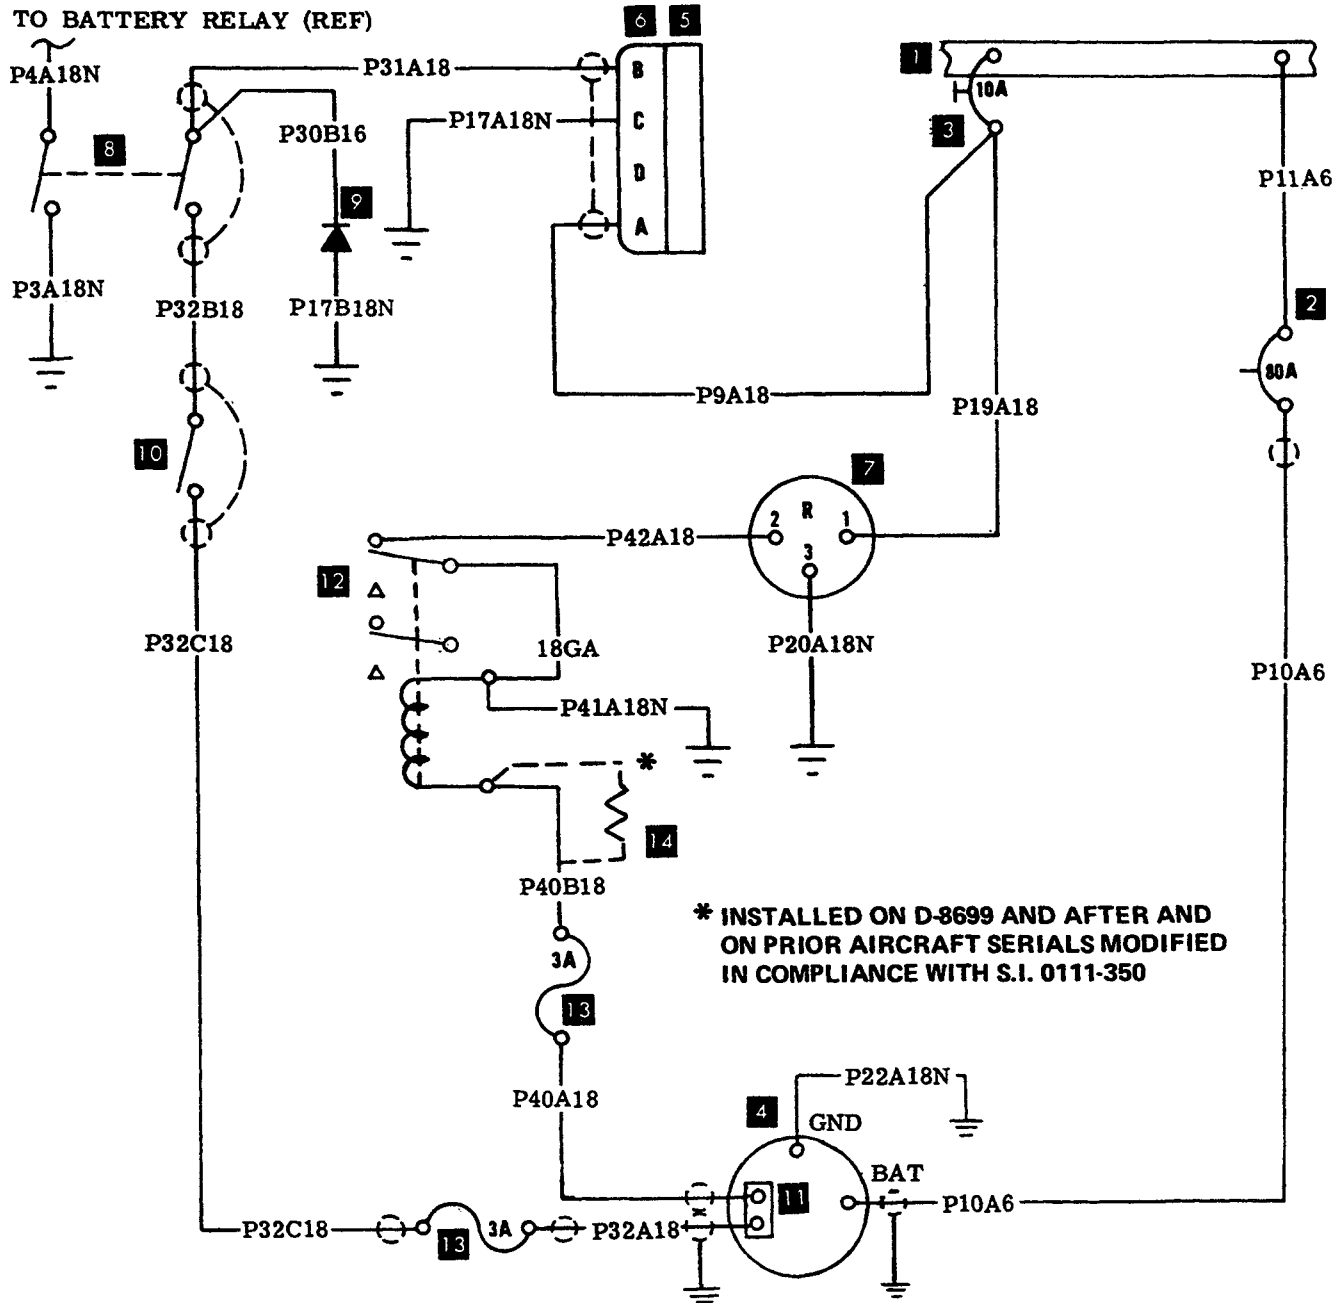 TO BATTERY RELAY (REF)
6 5
P4A18N
P31A18
B
1
10A
P30B16
P17A18N
C
3
8
D
P11A6
9
A
P3A18N
P32B18
P17B18N
2
80A
P9A18
P19A18
10
7
R
2 1
P42A18
3
12
P32C18
18GA
P20A18N
P10A6
P41A18N
*
14
P40B18
* INSTALLED ON D-8699 AND AFTER AND
ON PRIOR AIRCRAFT SERIALS MODIFIED
IN COMPLIANCE WITH S.I. 0111-350
3A
13
P22A18N
P40A18
4
GND
BAT
11
P10A6
P32C18
3A
P32A18
13